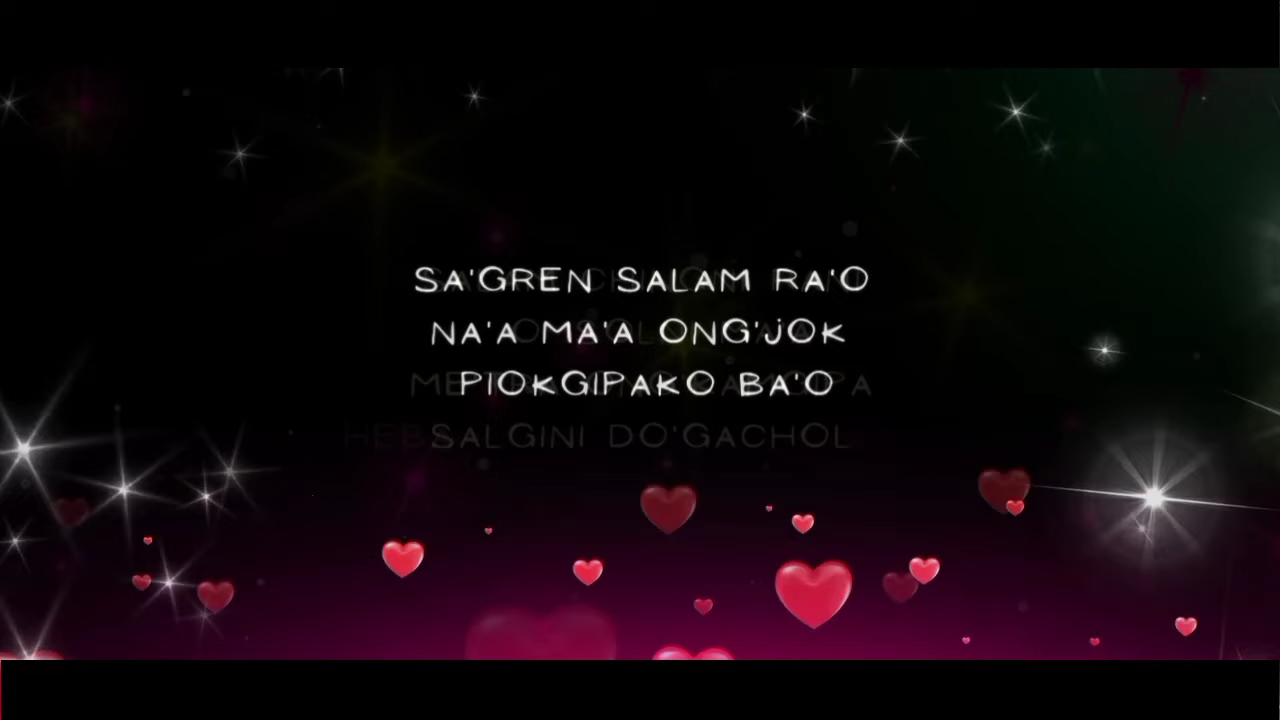 SA'GREN SALAM RA'O
NA'A MA'A ONG'JOK
PIOKGIPAKO BA'O
SALGINI DO'GACHOL